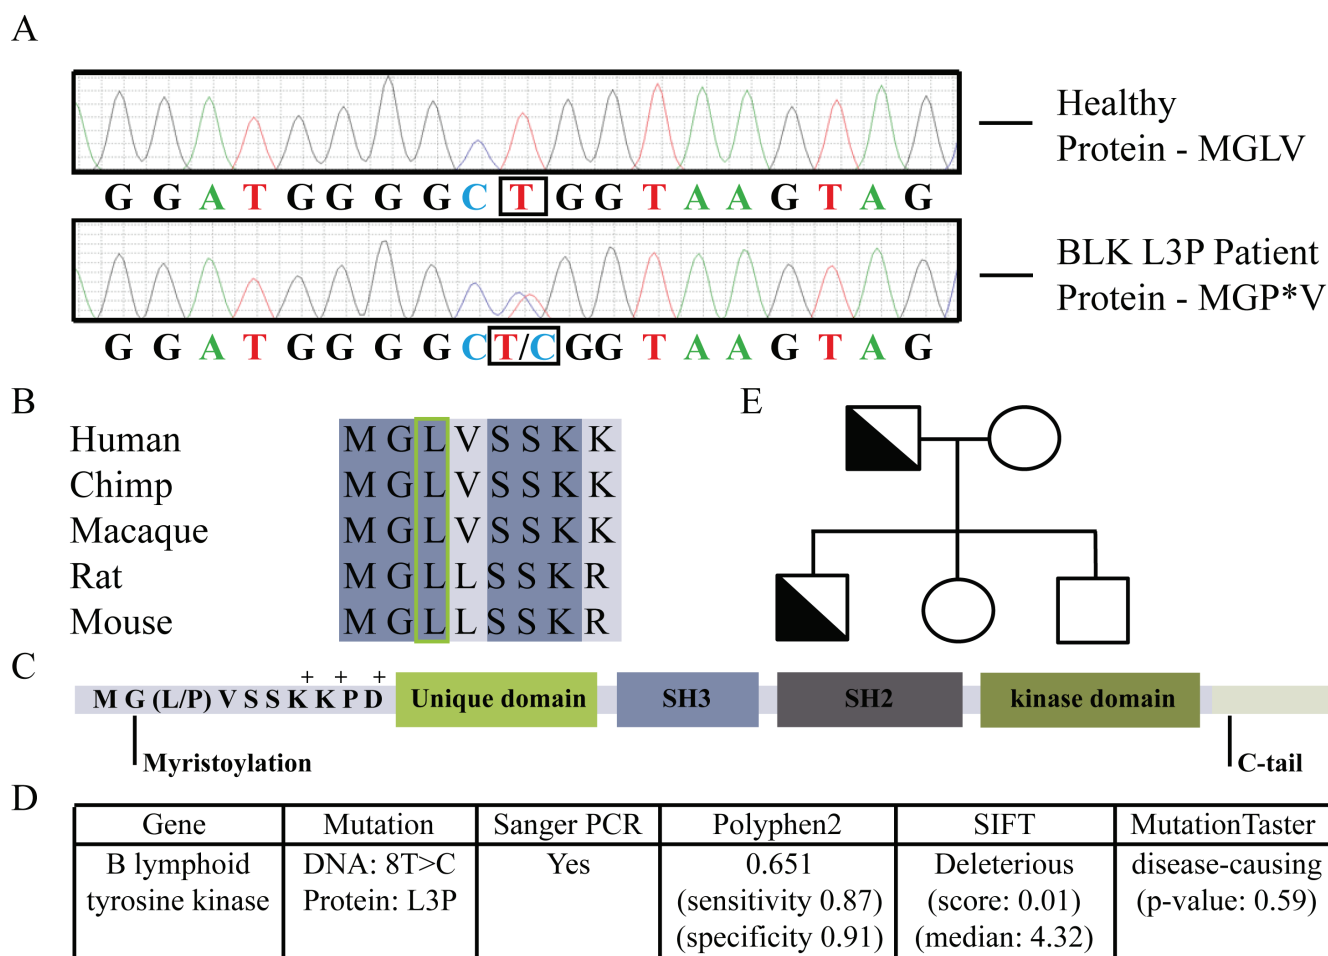 A
G G A T G G G G C T G G T A A G T A G
Healthy
Protein - MGLV
G G A T G G G G C T/C G G T A A G T A G
BLK L3P Patient
Protein - MGP*V
B
Human M G L V S S K K
Chimp M G L V S S K K
Macaque M G L V S S K K
Rat M G L L S S K R
Mouse M G L L S S K R
E
C
+ + +
M G (L/P) V S S K K P D Unique domain SH3 SH2 kinase domain
Myristoylation
C-tail
D
Gene Mutation Sanger PCR Polyphen2 SIFT MutationTaster
B lymphoid DNA: 8T>C Yes 0.651 Deleterious disease-causing
tyrosine kinase Protein: L3P (sensitivity 0.87) (score: 0.01) (p-value: 0.59)
(specificity 0.91) (median: 4.32)